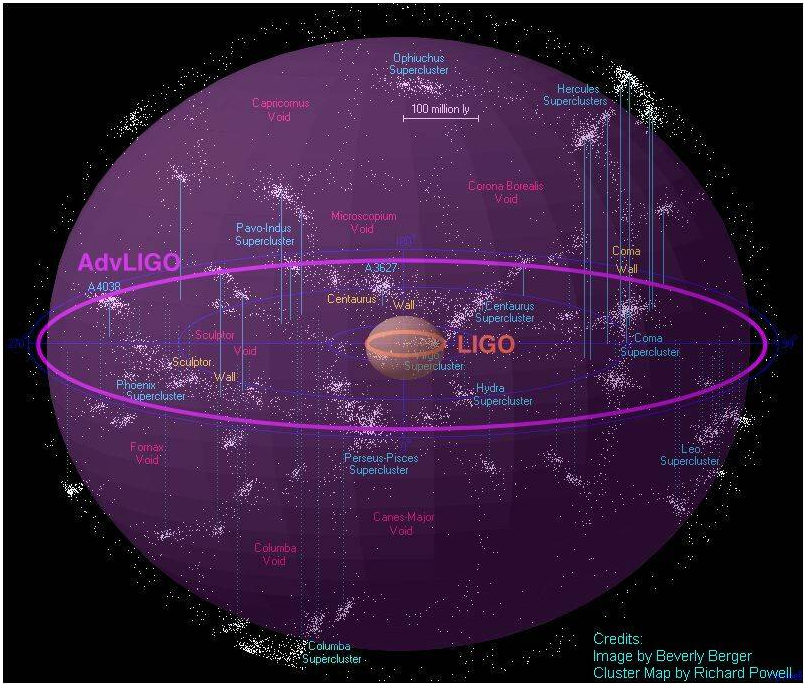 Ophiuchus
Supercluster
Hercules
Superclusters
Capricornus
Void
100 million ly
Corona Borealis
Void
Microscopium
Void
Pavo-Indus
Supercluster
Coma
Wall
AdvLIGO
A3627
A4038
Centaurus
Wall
Centaurus
Supercluster
Sculptor
Void
LIGO
Coma
Supercluster
Virgo
Supercluster
Sculptor
Wall
Phoenix
Supercluster
Hydra
Supercluster
Fornax
Void
Perseus-Pisces
Supercluster
Leo
Supercluster
Canes-Major
Void
Columba
Void
Columba
Supercluster
Credits:
Image by Beverly Berger
Cluster Map by Richard Powell